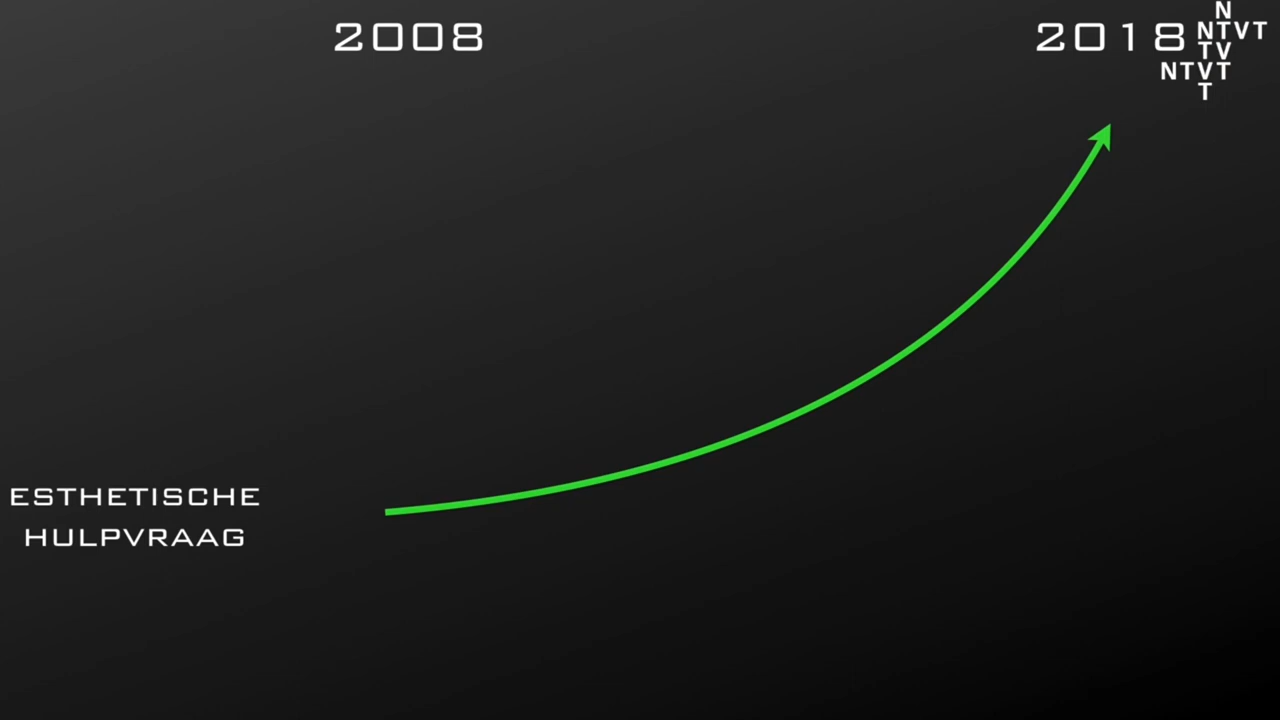 2008
2018
N
NTVT
TV
NTVT
T
ESTHETISCHE
HULPVRAAG